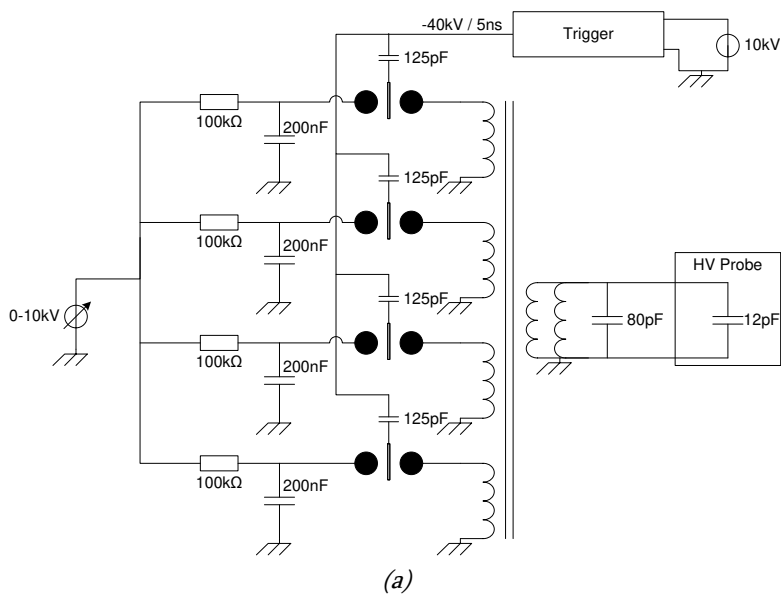 -40kV / 5ns
Trigger
10kV
125pF
100kΩ
200nF
125pF
100kΩ
200nF
HV Probe
0-10kV
125pF
80pF
12pF
100kΩ
200nF
125pF
100kΩ
200nF
(a)